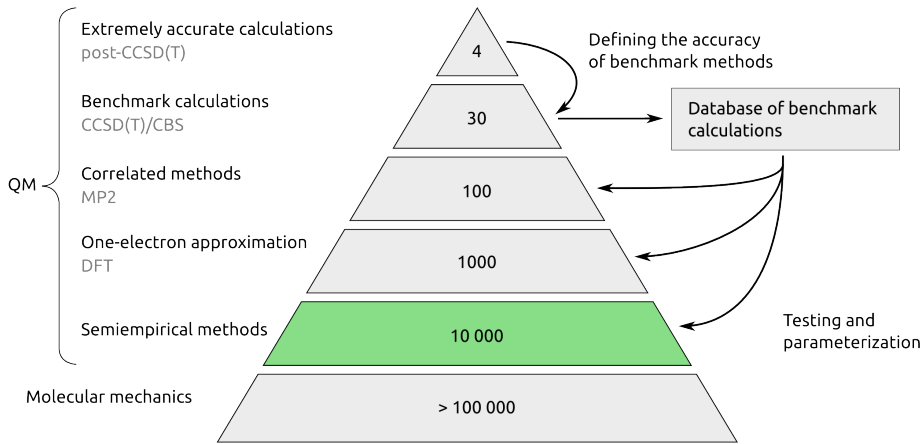 Extremely accurate calculations
post-CCSD(T)
4
Defining the accuracy
of benchmark methods
Benchmark calculations
CCSD(T)/CBS
30
Database of benchmark
calculations
QM
Correlated methods
MP2
100
One-electron approximation
DFT
1000
Semiempirical methods
10 000
Testing and
parameterization
Molecular mechanics
> 100 000